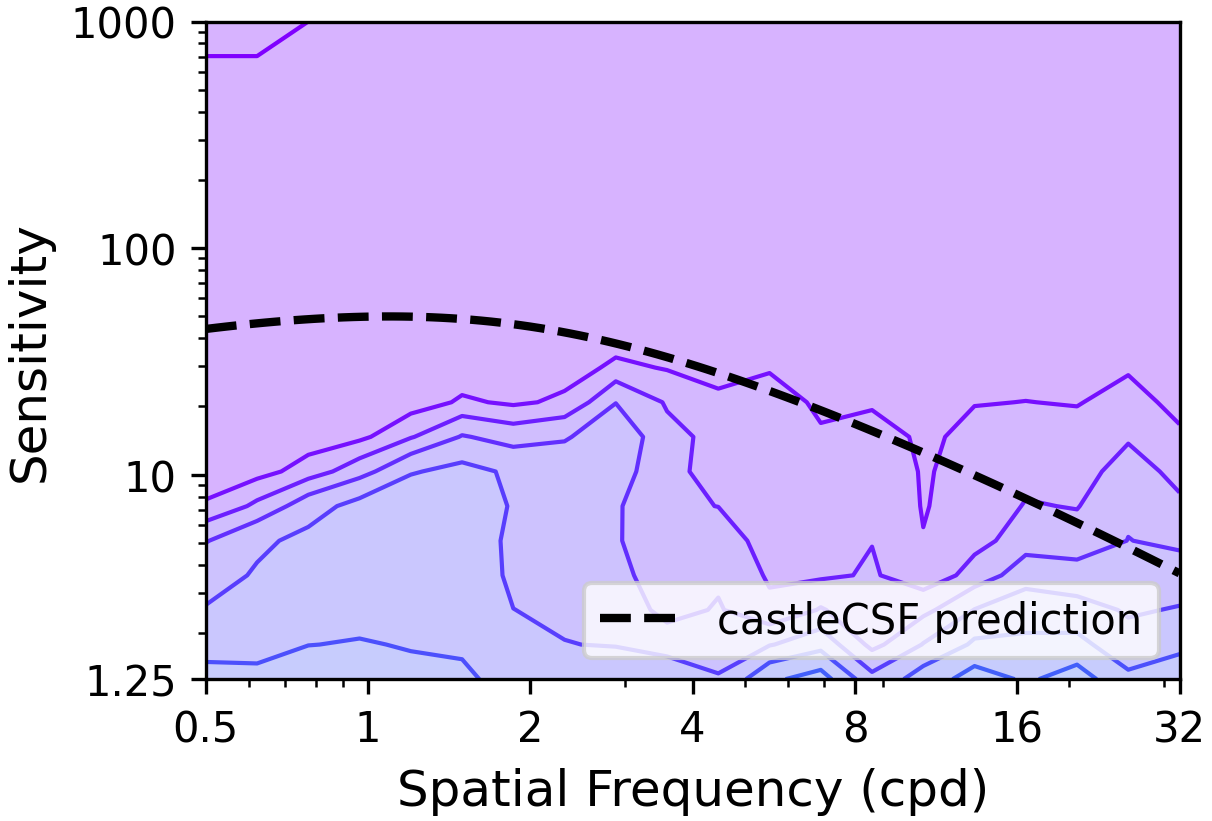 1000
100
10
1.25
Sensitivity
castleCSF prediction
0.5 1 2 4 8 16 32
Spatial Frequency (cpd)